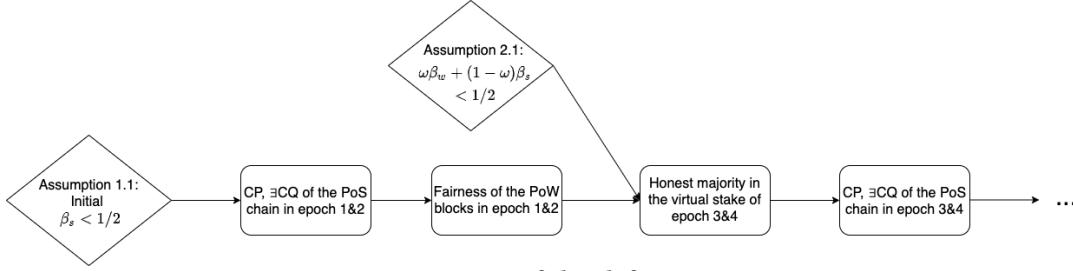 Assumption 2.1:
ωβ_w + (1 − ω)β_s
< 1/2
Assumption 1.1:
Initial
β_s < 1/2
CP, ∃CQ of the PoS
chain in epoch 1&2
Fairness of the PoW
blocks in epoch 1&2
Honest majority in
the virtual stake of
epoch 3&4
CP, ∃CQ of the PoS
chain in epoch 3&4
...